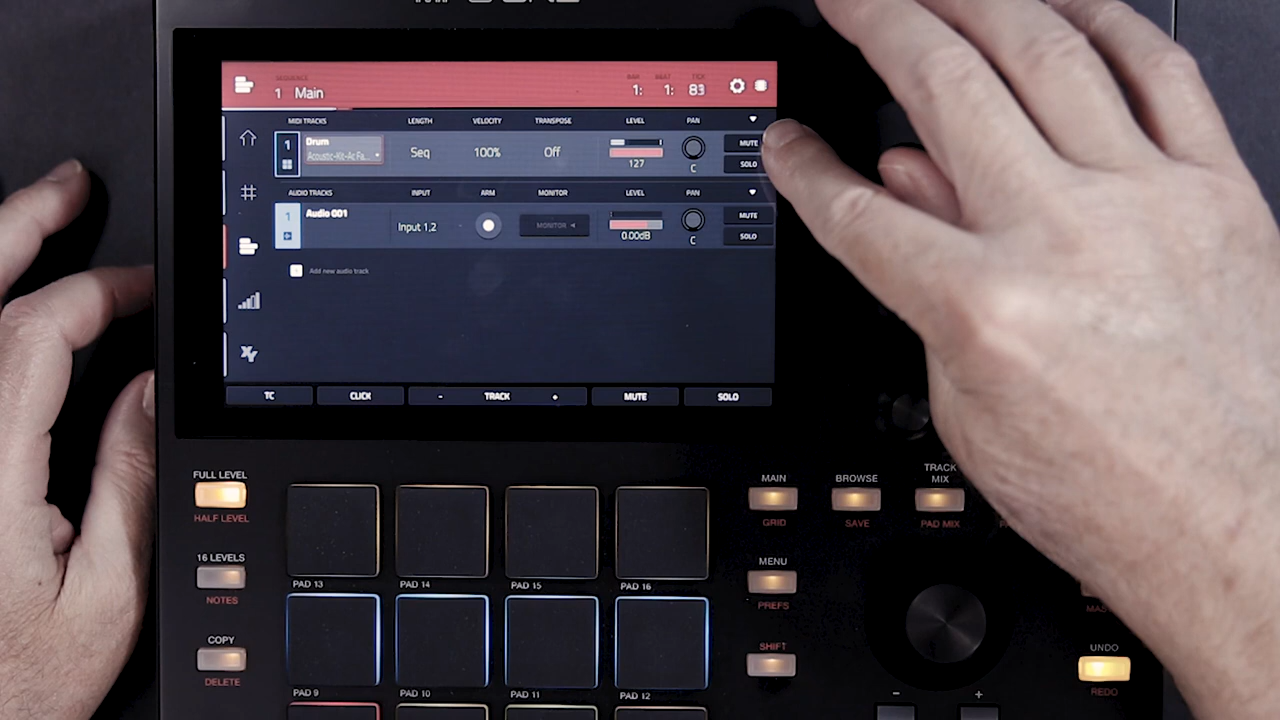 SEQUENCE
BAR BEAT TICK
1 Main
1: 1: 83
MIDI TRACKS LENGTH VELOCITY TRANSPOSE LEVEL PAN
1 Drum
Acoustic-Kit-Ac Fa...
Seq 100% Off
127
C
MUTE
SOLO
AUDIO TRACKS INPUT ARM MONITOR LEVEL PAN
1 Audio 001
Input 1,2
MONITOR
0.00dB
C
MUTE
SOLO
Add new audio track
TC CLICK - TRACK + MUTE SOLO
FULL LEVEL
HALF LEVEL
16 LEVELS
NOTES
COPY
DELETE
PAD 13 PAD 14 PAD 15 PAD 16
PAD 9 PAD 10 PAD 11 PAD 12
MAIN
GRID
BROWSE
SAVE
TRACK
MIX
PAD MIX
MENU
PREFS
SHIFT
UNDO
REDO
- +